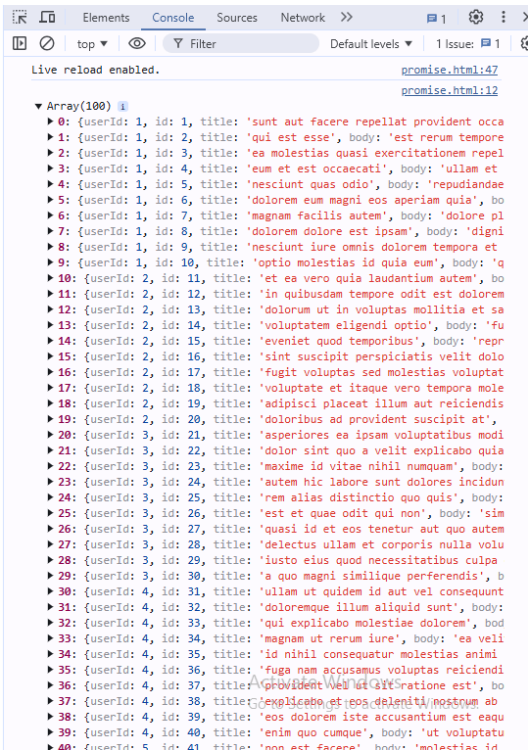 Elements Console Sources Network 1
top Filter Default levels 1 Issue: 1
Live reload enabled. promise.html:47
promise.html:12
Array(100) i
0: {userId: 1, id: 1, title: 'sunt aut facere repellat provident occa
1: {userId: 1, id: 2, title: 'qui est esse', body: 'est rerum tempore
2: {userId: 1, id: 3, title: 'ea molestias quasi exercitationem repel
3: {userId: 1, id: 4, title: 'eum et est occaecati', body: 'ullam et
4: {userId: 1, id: 5, title: 'nesciunt quas odio', body: 'repudiandae
5: {userId: 1, id: 6, title: 'dolorem eum magni eos aperiam quia', bo
6: {userId: 1, id: 7, title: 'magnam facilis autem', body: 'dolore pl
7: {userId: 1, id: 8, title: 'dolorem dolore est ipsam', body: 'digni
8: {userId: 1, id: 9, title: 'nesciunt iure omnis dolorem tempora et
9: {userId: 1, id: 10, title: 'optio molestias id quia eum', body: 'q
10: {userId: 2, id: 11, title: 'et ea vero quia laudantium autem', bo
11: {userId: 2, id: 12, title: 'in quibusdam tempore odit est dolorem
12: {userId: 2, id: 13, title: 'dolorum ut in voluptas mollitia et sa
13: {userId: 2, id: 14, title: 'voluptatem eligendi optio', body: 'fu
14: {userId: 2, id: 15, title: 'eveniet quod temporibus', body: 'repr
15: {userId: 2, id: 16, title: 'sint suscipit perspiciatis velit dolo
16: {userId: 2, id: 17, title: 'fugit voluptas sed molestias voluptat
17: {userId: 2, id: 18, title: 'voluptate et itaque vero tempora mole
18: {userId: 2, id: 19, title: 'adipisci placeat illum aut reiciendis
19: {userId: 2, id: 20, title: 'doloribus ad provident suscipit at',
20: {userId: 3, id: 21, title: 'asperiores ea ipsam voluptatibus modi
21: {userId: 3, id: 22, title: 'dolor sint quo a velit explicabo quia
22: {userId: 3, id: 23, title: 'maxime id vitae nihil numquam', body:
23: {userId: 3, id: 24, title: 'autem hic labore sunt dolores incidun
24: {userId: 3, id: 25, title: 'rem alias distinctio quo quis', body:
25: {userId: 3, id: 26, title: 'est et quae odit qui non', body: 'sim
26: {userId: 3, id: 27, title: 'quasi id et eos tenetur aut quo autem
27: {userId: 3, id: 28, title: 'delectus ullam et corporis nulla volu
28: {userId: 3, id: 29, title: 'iusto eius quod necessitatibus culpa
29: {userId: 3, id: 30, title: 'a quo magni similique perferendis', b
30: {userId: 4, id: 31, title: 'ullam ut quidem id aut vel consequunt
31: {userId: 4, id: 32, title: 'doloremque illum aliquid sunt', body:
32: {userId: 4, id: 33, title: 'qui explicabo molestiae dolorem', bod
33: {userId: 4, id: 34, title: 'magnam ut rerum iure', body: 'ea veli
34: {userId: 4, id: 35, title: 'id nihil consequatur molestias animi
35: {userId: 4, id: 36, title: 'fuga nam accusamus voluptas reiciendi
Activate Windows
36: {userId: 4, id: 37, title: 'provident vel ut sit ratione est', bo
37: {userId: 4, id: 38, title: 'explicabo et eos deleniti nostrum ab
Go to Settings to activate Windows.
38: {userId: 4, id: 39, title: 'eos dolorem iste accusantium est eaqu
39: {userId: 4, id: 40, title: 'enim quo cumque', body: 'ut voluptatu
40: {userId: 5, id: 41, title: 'non est facere', body: 'molestias id